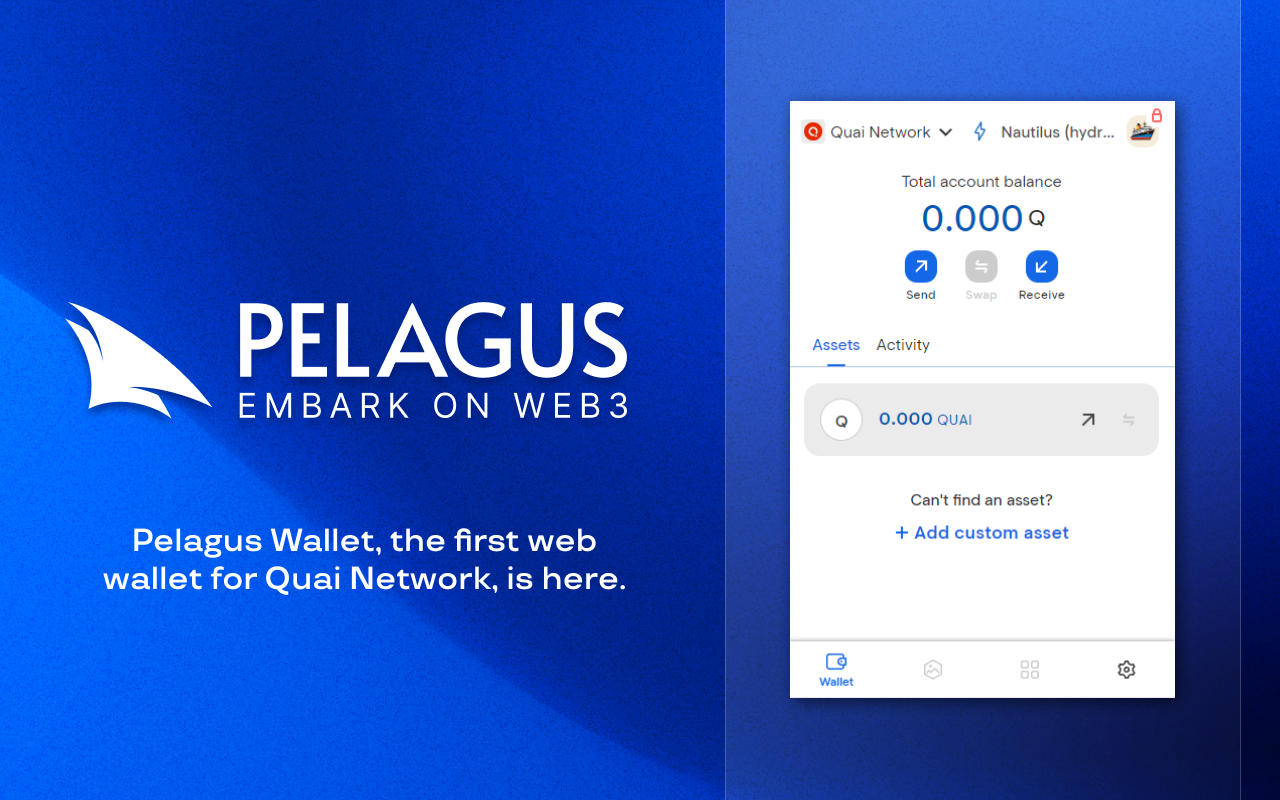 PELAGUS
EMBARK ON WEB3
Pelagus Wallet, the first web
wallet for Quai Network, is here.
Quai Network
Nautilus (hydr...
Total account balance
0.000 Q
Send
Swap
Receive
Assets
Activity
Q
0.000 QUAI
Can't find an asset?
+ Add custom asset
Wallet